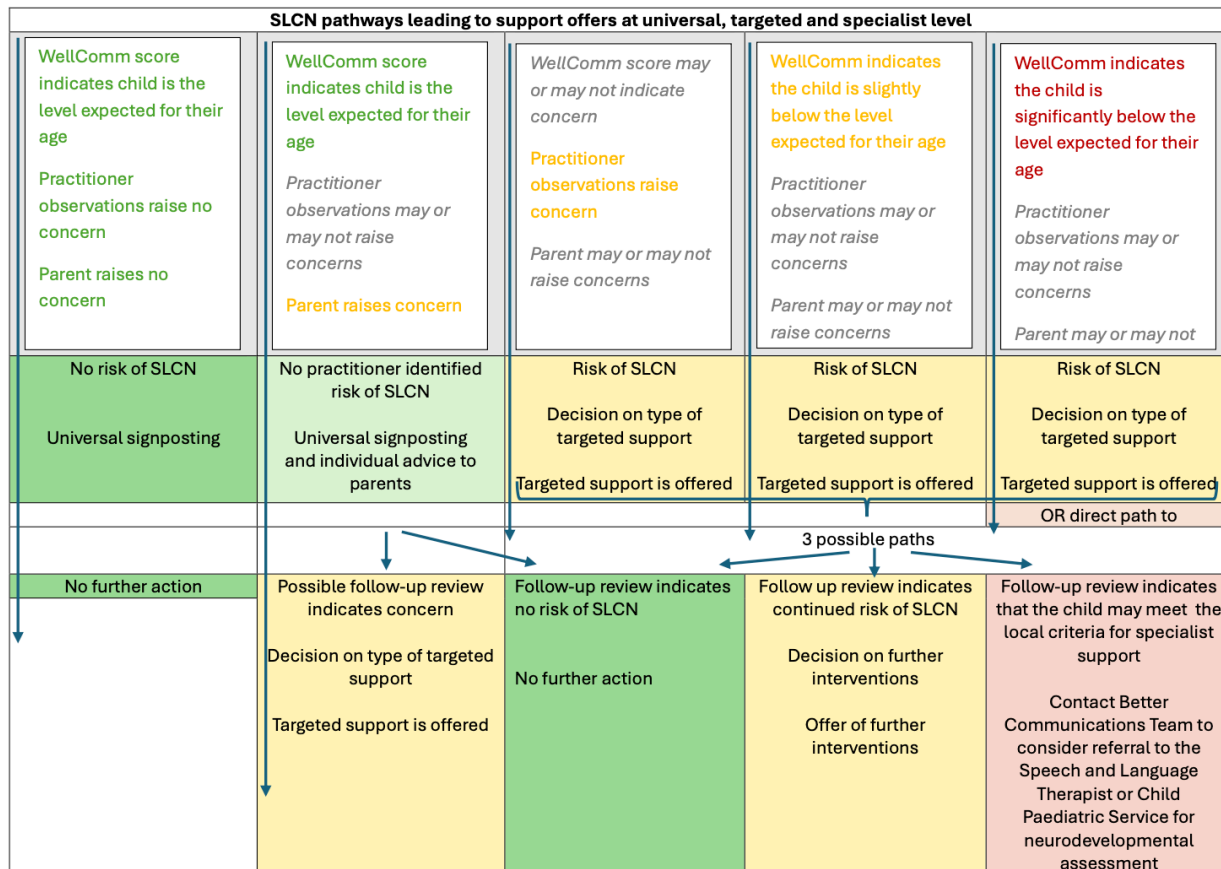 SLCN pathways leading to support offers at universal, targeted and specialist level
WellComm score
indicates child is the
level expected for their
age
Practitioner
observations raise no
concern
Parent raises no
concern
WellComm score
indicates child is the
level expected for their
age
Practitioner
observations may or
may not raise
concerns
Parent raises concern
WellComm score may
or may not indicate
concern
Practitioner
observations raise
concern
Parent may or may not
raise concerns
WellComm indicates
the child is slightly
below the level
expected for their age
Practitioner
observations may or
may not raise
concerns
Parent may or may not
raise concerns
WellComm indicates
the child is
significantly below the
level expected for their
age
Practitioner
observations may or
may not raise
concerns
Parent may or may not
No risk of SLCN
Universal signposting
No practitioner identified
risk of SLCN
Universal signposting
and individual advice to
parents
Risk of SLCN
Decision on type of
targeted support
Targeted support is offered
Risk of SLCN
Decision on type of
targeted support
Targeted support is offered
Risk of SLCN
Decision on type of
targeted support
Targeted support is offered
OR direct path to
3 possible paths
No further action
Possible follow-up review
indicates concern
Decision on type of targeted
support
Targeted support is offered
Follow-up review indicates
no risk of SLCN
No further action
Follow up review indicates
continued risk of SLCN
Decision on further
interventions
Offer of further
interventions
Follow-up review indicates
that the child may meet the
local criteria for specialist
support
Contact Better
Communications Team to
consider referral to the
Speech and Language
Therapist or Child
Paediatric Service for
neurodevelopmental
assessment